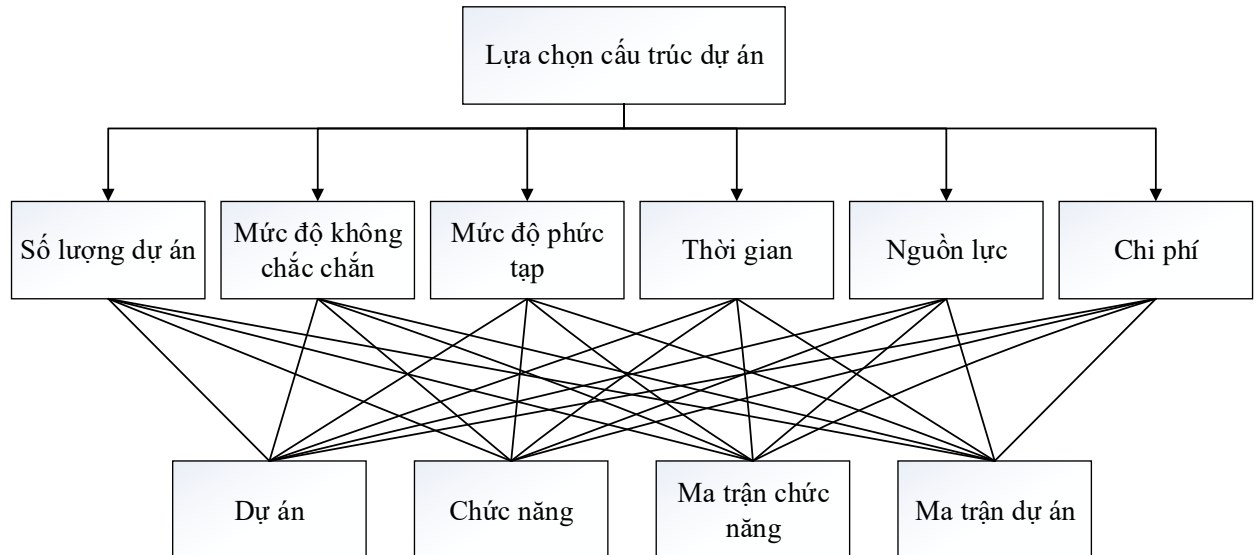 Lựa chọn cấu trúc dự án
Số lượng dự án
Mức độ không
chắc chắn
Mức độ phức
tạp
Thời gian
Nguồn lực
Chi phí
Dự án
Chức năng
Ma trận chức
năng
Ma trận dự án